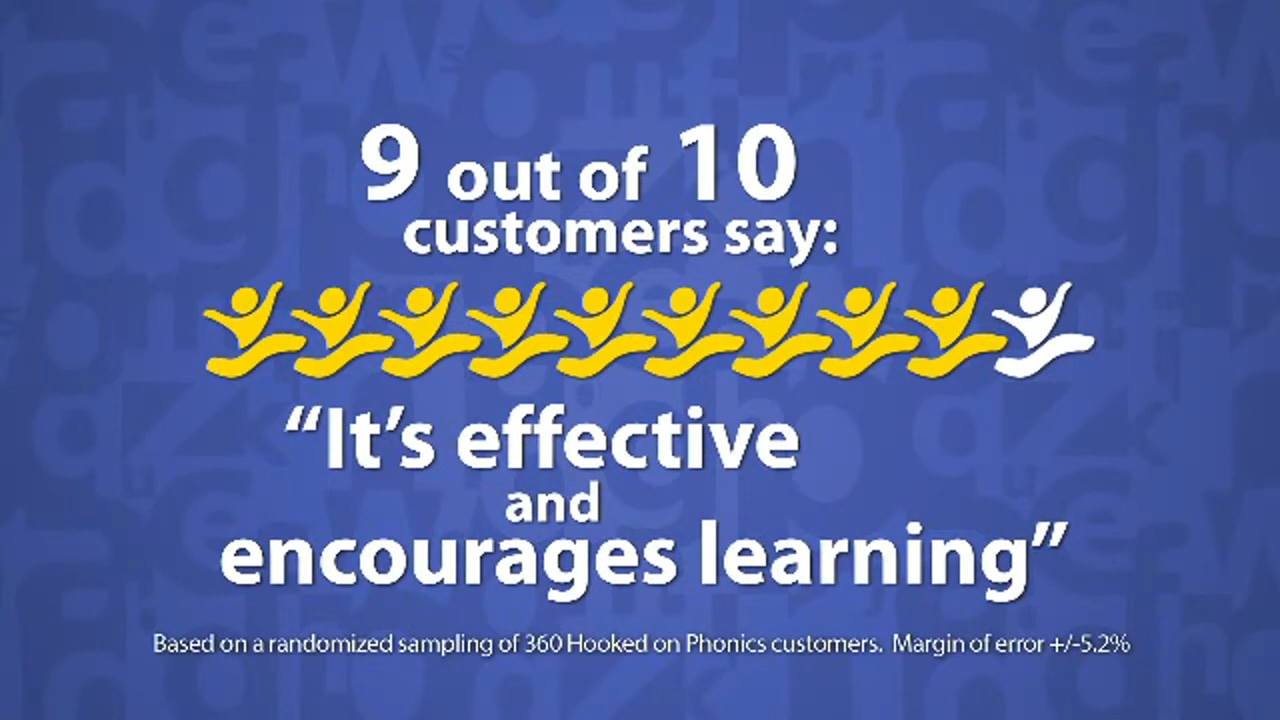 9 out of 10
customers say:
“It’s effective
and
encourages learning”
Based on a randomized sampling of 360 Hooked on Phonics customers. Margin of error +/-5.2%